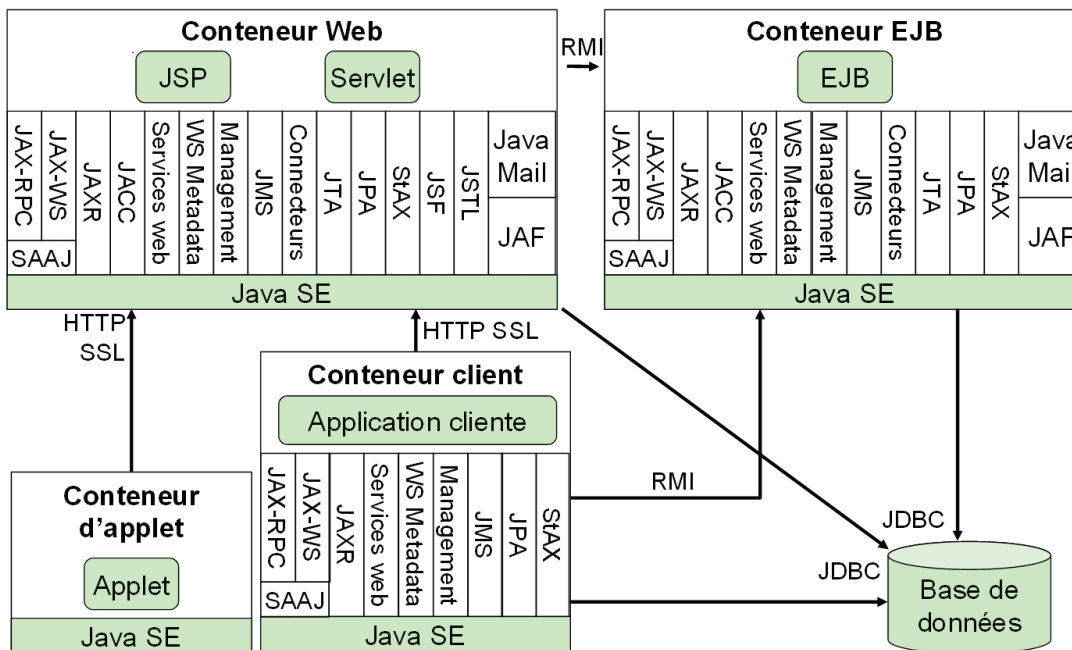 Conteneur Web
JSP
Servlet
JAX-RPC
JAX-WS
SAAJ
JAXR
JACC
Services web
WS Metadata
Management
JMS
Connecteurs
JTA
JPA
StAX
JSF
JSTL
Java
Mail
JAF
Java SE
RMI
Conteneur EJB
EJB
JAX-RPC
JAX-WS
SAAJ
JAXR
JACC
Services web
WS Metadata
Management
JMS
Connecteurs
JTA
JPA
StAX
Java
Mail
JAF
Java SE
HTTP
SSL
HTTP SSL
Conteneur client
Application cliente
JAX-RPC
JAX-WS
SAAJ
JAXR
Services web
WS Metadata
Management
JMS
JPA
StAX
Java SE
Conteneur
d'applet
Applet
Java SE
RMI
JDBC
JDBC
Base de
données